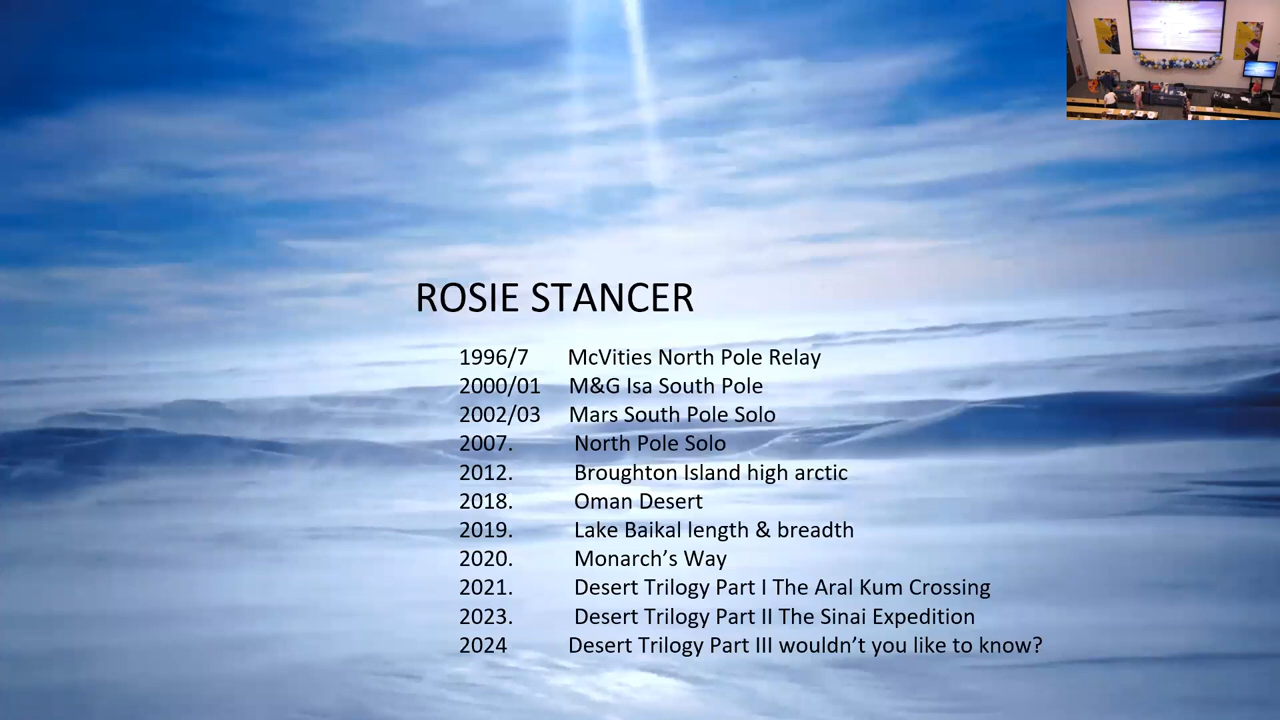 ROSIE STANCER
1996/7 McVities North Pole Relay
2000/01 M&G Isa South Pole
2002/03 Mars South Pole Solo
2007. North Pole Solo
2012. Broughton Island high arctic
2018. Oman Desert
2019. Lake Baikal length & breadth
2020. Monarch’s Way
2021. Desert Trilogy Part I The Aral Kum Crossing
2023. Desert Trilogy Part II The Sinai Expedition
2024 Desert Trilogy Part III wouldn’t you like to know?